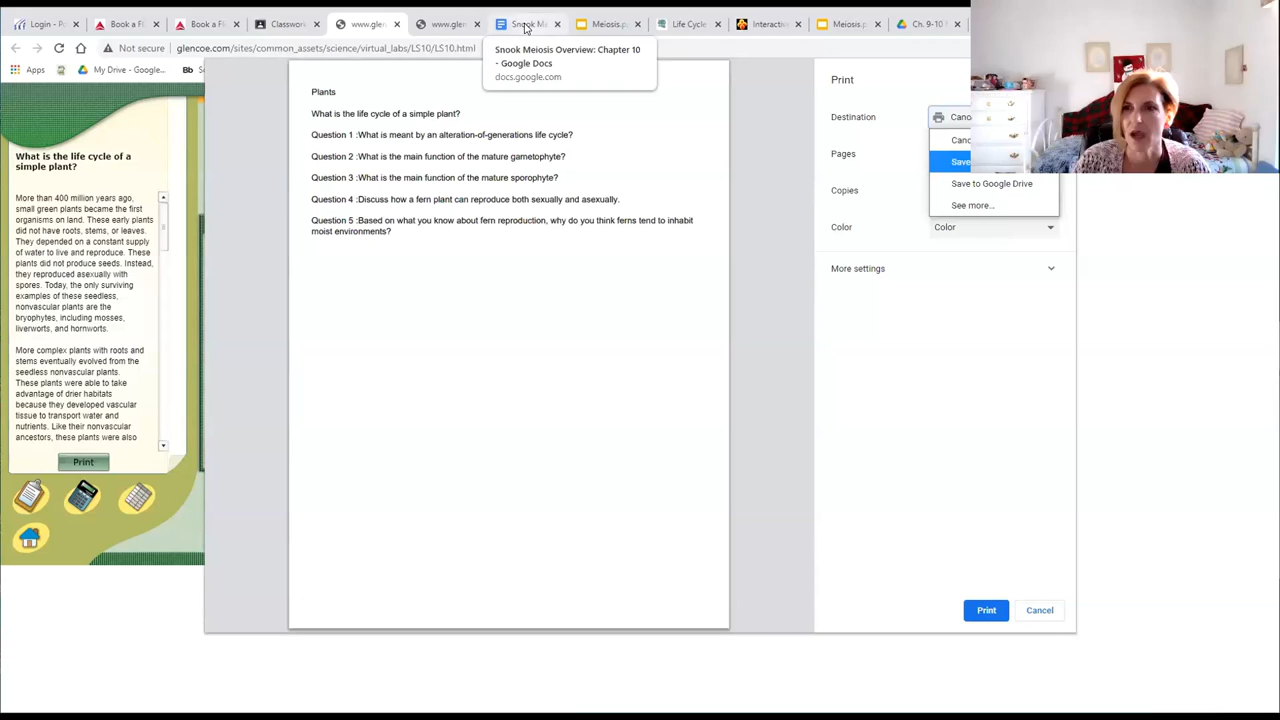 Login - P
Book a Fl
Book a Fl
Classwork
www.glen
www.glen
Snook Me
Meiosis.p
Life Cycle
Interactiv
Meiosis.p
Ch. 9-10 M
Not secure glencoe.com/sites/common_assets/science/virtual_labs/LS10/LS10.html
Snook Meiosis Overview: Chapter 10
- Google Docs
docs.google.com
Apps
My Drive - Google...
Bb So
What is the life cycle of a
simple plant?
More than 400 million years ago,
small green plants became the first
organisms on land. These early plants
did not have roots, stems, or leaves.
They depended on a constant supply
of water to live and reproduce. These
plants did not produce seeds. Instead,
they reproduced asexually with
spores. Today, the only surviving
examples of these seedless,
nonvascular plants are the
bryophytes, including mosses,
liverworts, and hornworts.
More complex plants with roots and
stems eventually evolved from the
seedless nonvascular plants.
These plants were able to take
advantage of drier habitats
because they developed vascular
tissue to transport water and
nutrients. Like their nonvascular
ancestors, these plants were also
Print
Plants
What is the life cycle of a simple plant?
Question 1 :What is meant by an alteration-of-generations life cycle?
Question 2 :What is the main function of the mature gametophyte?
Question 3 :What is the main function of the mature sporophyte?
Question 4 :Discuss how a fern plant can reproduce both sexually and asexually.
Question 5 :Based on what you know about fern reproduction, why do you think ferns tend to inhabit
moist environments?
Print
Destination
Cano
Pages
Cano
Save
Copies
Save to Google Drive
See more...
Color
Color
More settings
Print
Cancel